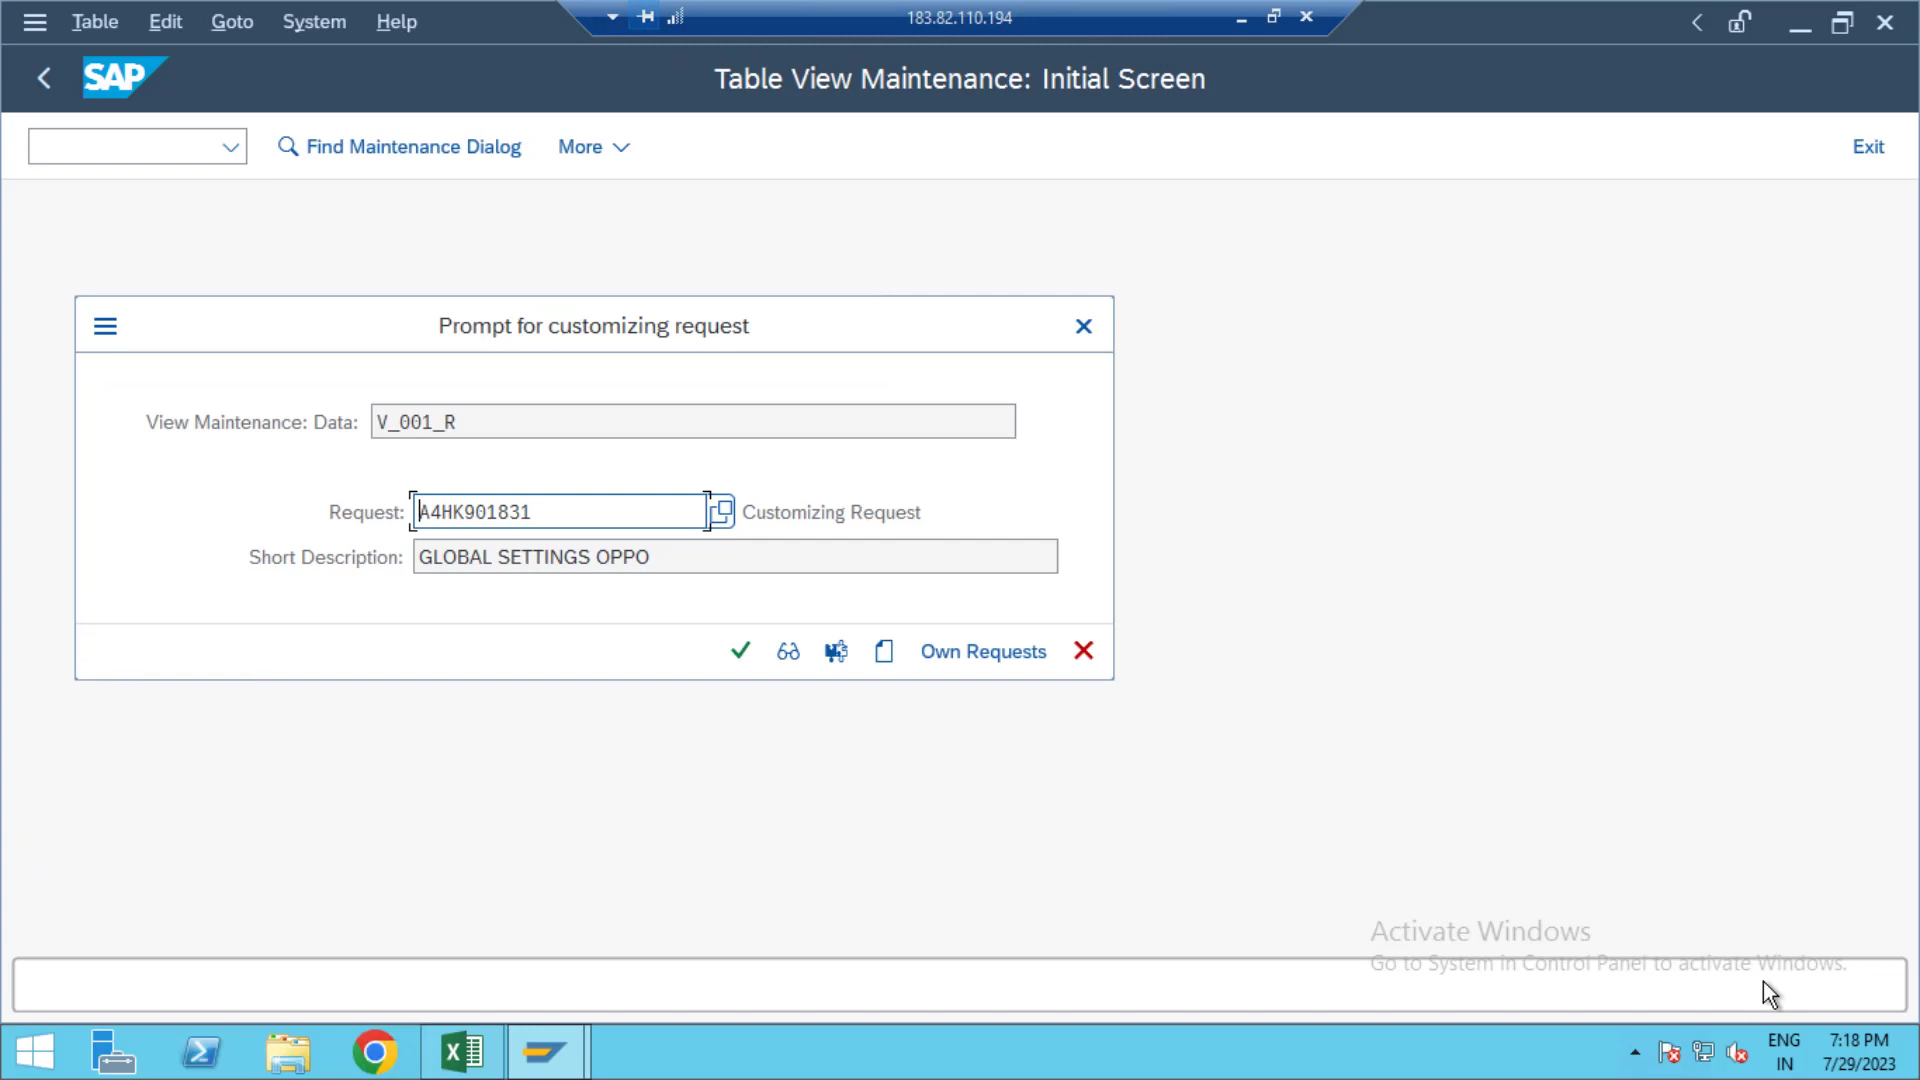 Table Edit Goto System Help
183.82.110.194
SAP
Table View Maintenance: Initial Screen
Find Maintenance Dialog More Exit
Prompt for customizing request
View Maintenance: Data: V_001_R
Request: A4HK901831 Customizing Request
Short Description: GLOBAL SETTINGS OPPO
Own Requests
Activate Windows
Go to System in Control Panel to activate Windows.
ENG 7:18 PM
IN 7/29/2023